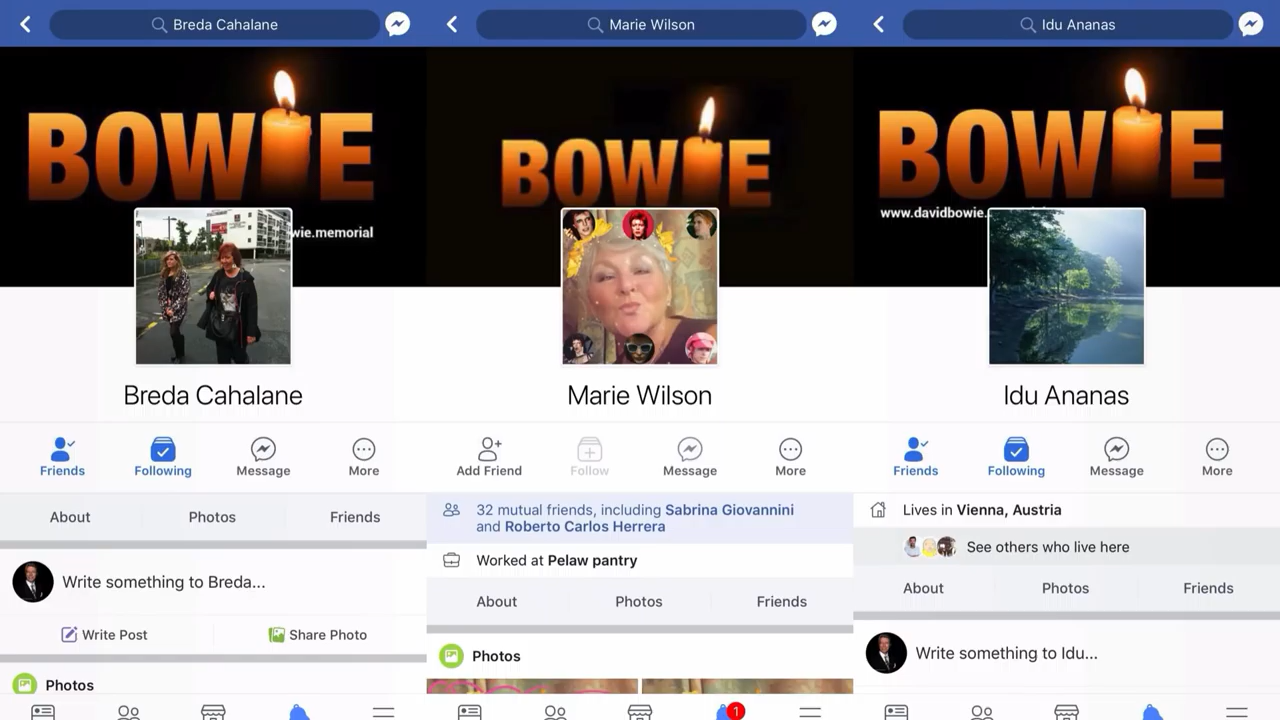 Breda Cahalane
BOWIE
wie.memorial
Breda Cahalane
Friends
Following
Message
More
About
Photos
Friends
Write something to Breda...
Write Post
Share Photo
Photos
Marie Wilson
BOWIE
Marie Wilson
Add Friend
Follow
Message
More
32 mutual friends, including Sabrina Giovannini
and Roberto Carlos Herrera
Worked at Pelaw pantry
About
Photos
Friends
Photos
1
Idu Ananas
BOWIE
www.davidbowie.
Idu Ananas
Friends
Following
Message
More
Lives in Vienna, Austria
See others who live here
About
Photos
Friends
Write something to Idu...